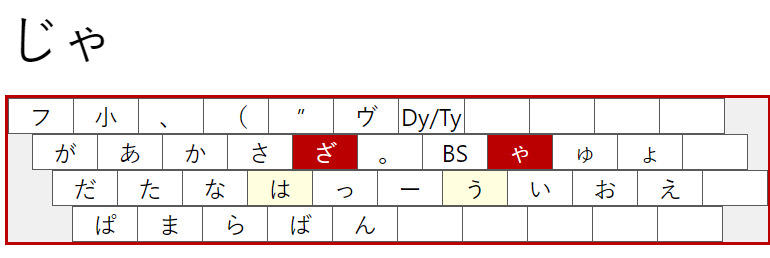 じゃ
フ 小 、 （ ” ヴ Dy/Ty
が あ か さ ざ 。 BS ゃ ゅ ょ
だ た な は っ ー う い お え
ぱ ま ら ば ん